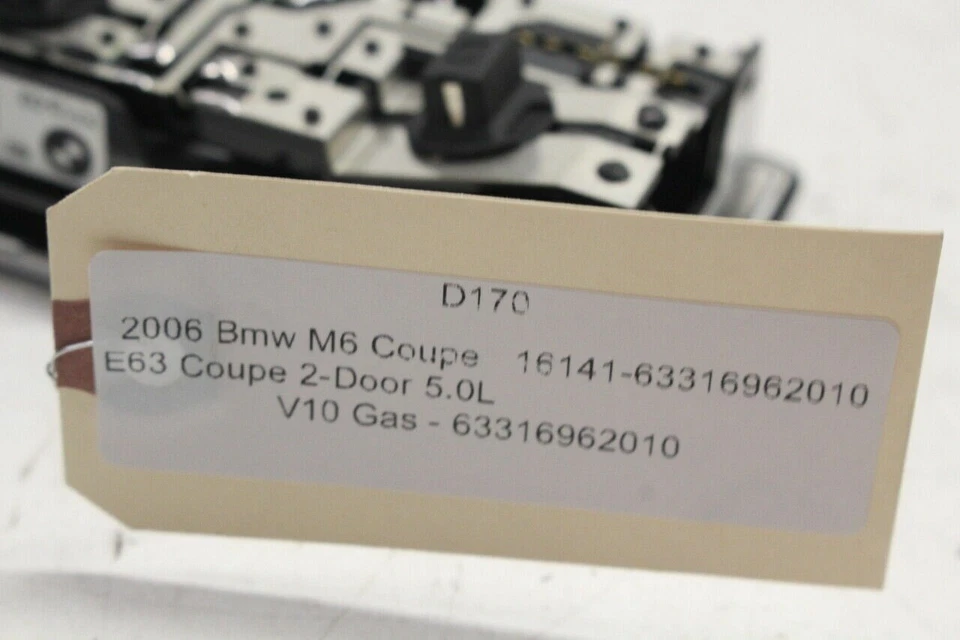 D170
2006 Bmw M6 Coupe 16141-63316962010
E63 Coupe 2-Door 5.0L
V10 Gas - 63316962010